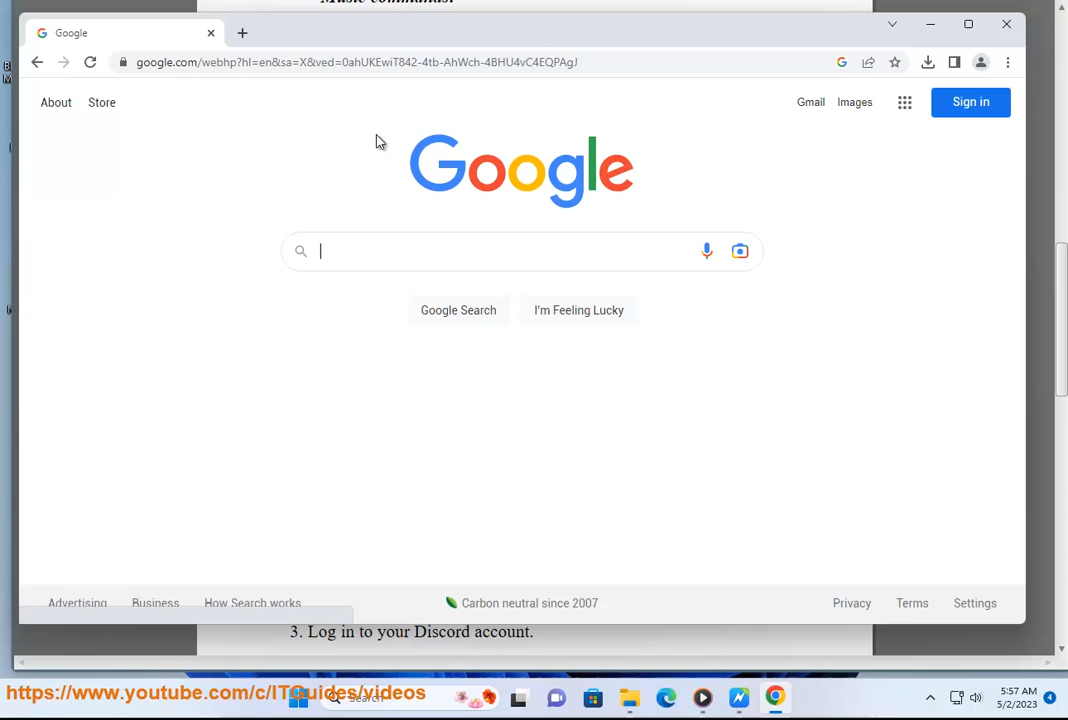 Music commands:
Google
google.com/webhp?hl=en&sa=X&ved=0ahUKEwiT842-4tb-AhWch-4BHU4vC4EQPAgJ
About Store
Gmail Images
Sign in
Google
Google Search
I'm Feeling Lucky
Advertising Business How Search works
Carbon neutral since 2007
Privacy Terms Settings
3. Log in to your Discord account.
https://www.youtube.com/c/ITGuides/videos
Search
5:57 AM
5/2/2023
4